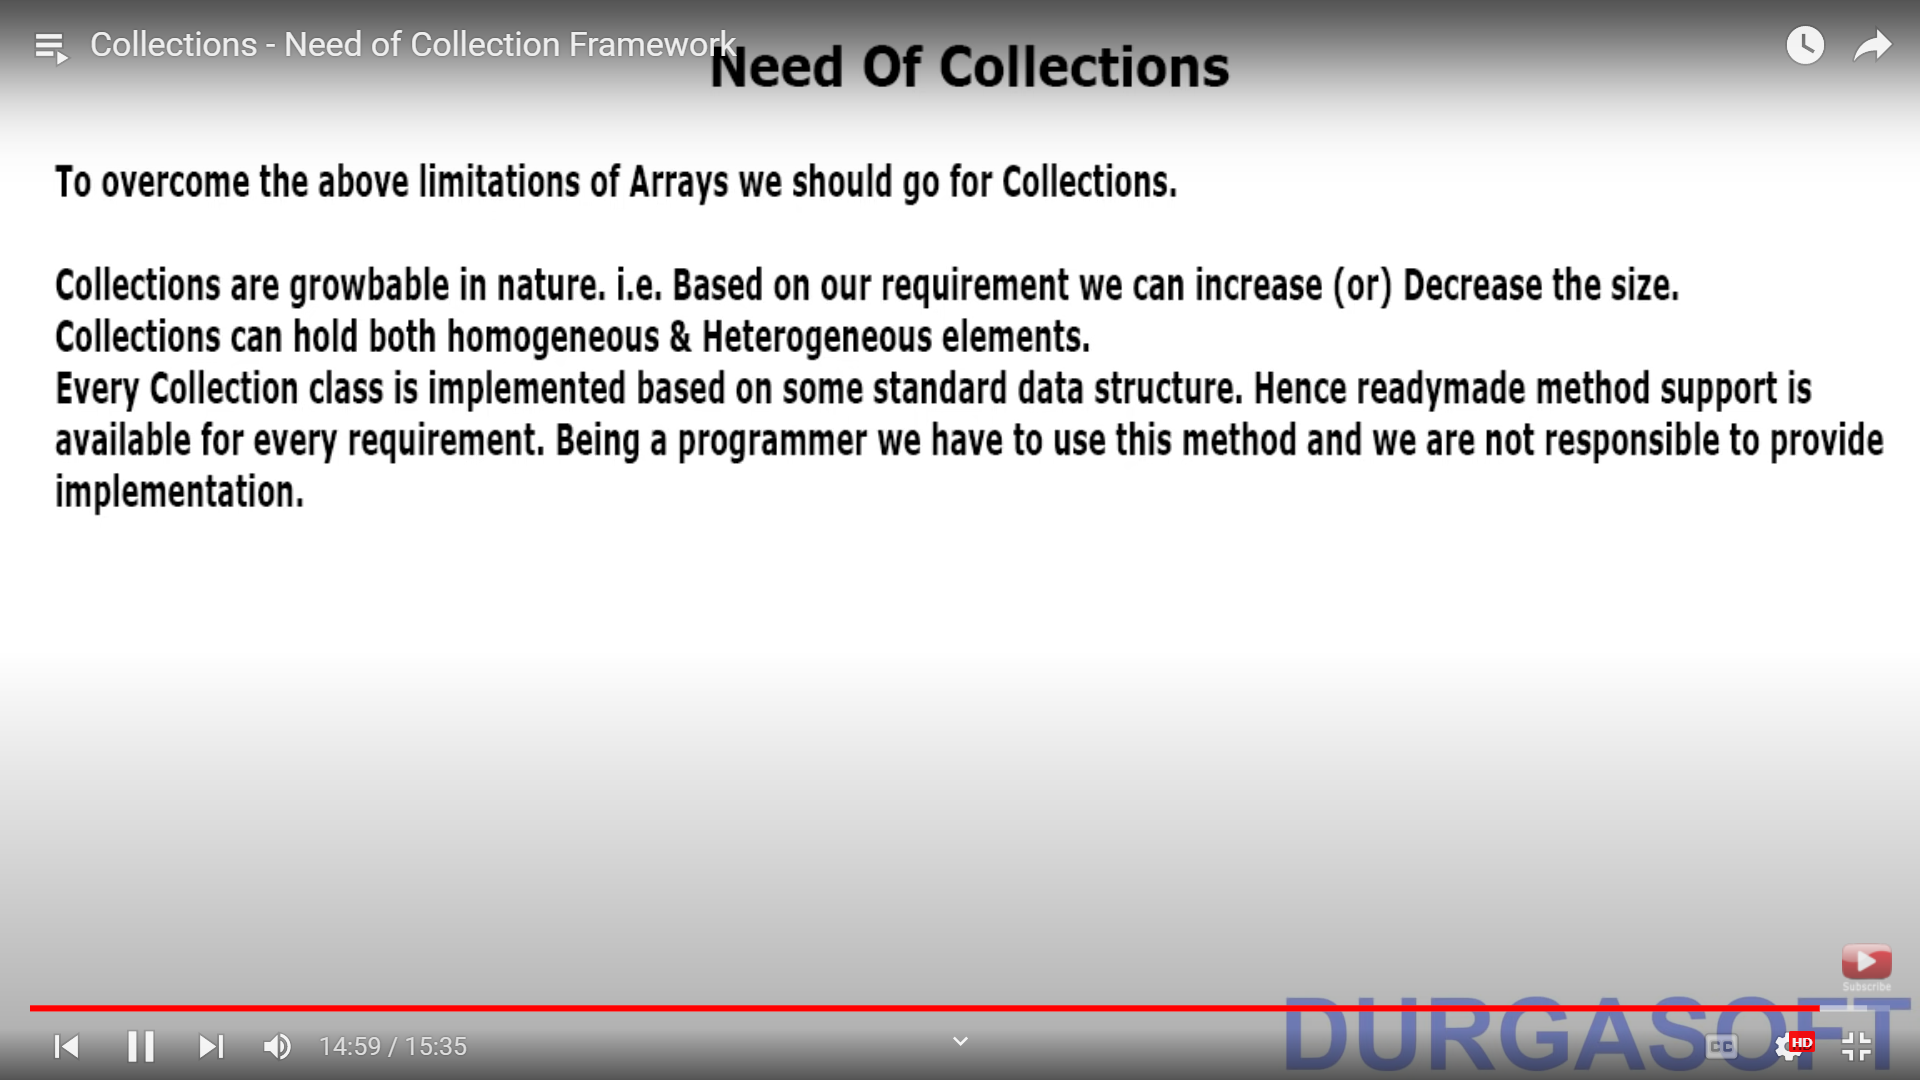 Collections - Need of Collection Framework
Need Of Collections
To overcome the above limitations of Arrays we should go for Collections.
Collections are growbable in nature. i.e. Based on our requirement we can increase (or) Decrease the size.
Collections can hold both homogeneous & Heterogeneous elements.
Every Collection class is implemented based on some standard data structure. Hence readymade method support is
available for every requirement. Being a programmer we have to use this method and we are not responsible to provide
implementation.
Subscribe
DURGASOFT
14:59 / 15:35
CC
HD